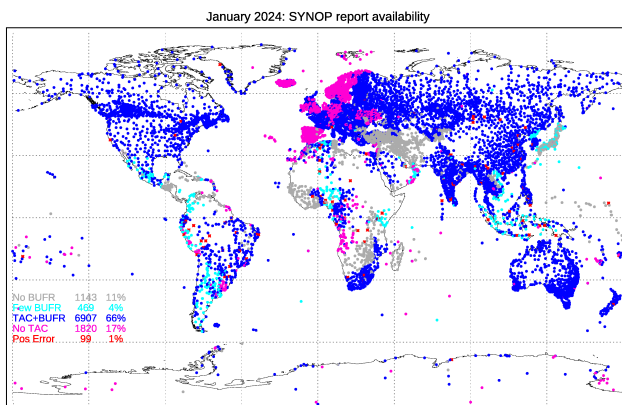 January 2024: SYNOP report availability
No BUFR 1143 11%
Few BUFR 469 4%
TAC+BUFR 6907 66%
No TAC 1820 17%
Pos Error 99 1%